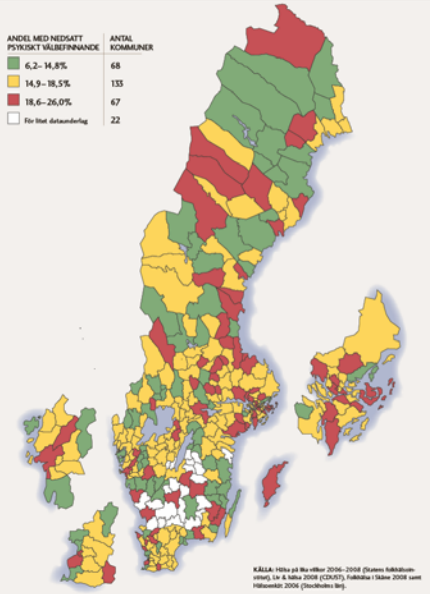 ANDEL MED NEDSATT
PSYKISKT VÄLBEFINNANDE
ANTAL
KOMMUNER
6,2–14,8% 68
14,9–18,5% 133
18,6–26,0% 67
För litet dataunderlag 22
KÄLLA: Hälsa på lika villkor 2006–2008 (Statens folkhälsoin-
stitut), Liv & hälsa 2008 (CDUST), Folkhälsa i Skåne 2008 samt
Hälsoenkät 2006 (Stockholms län).